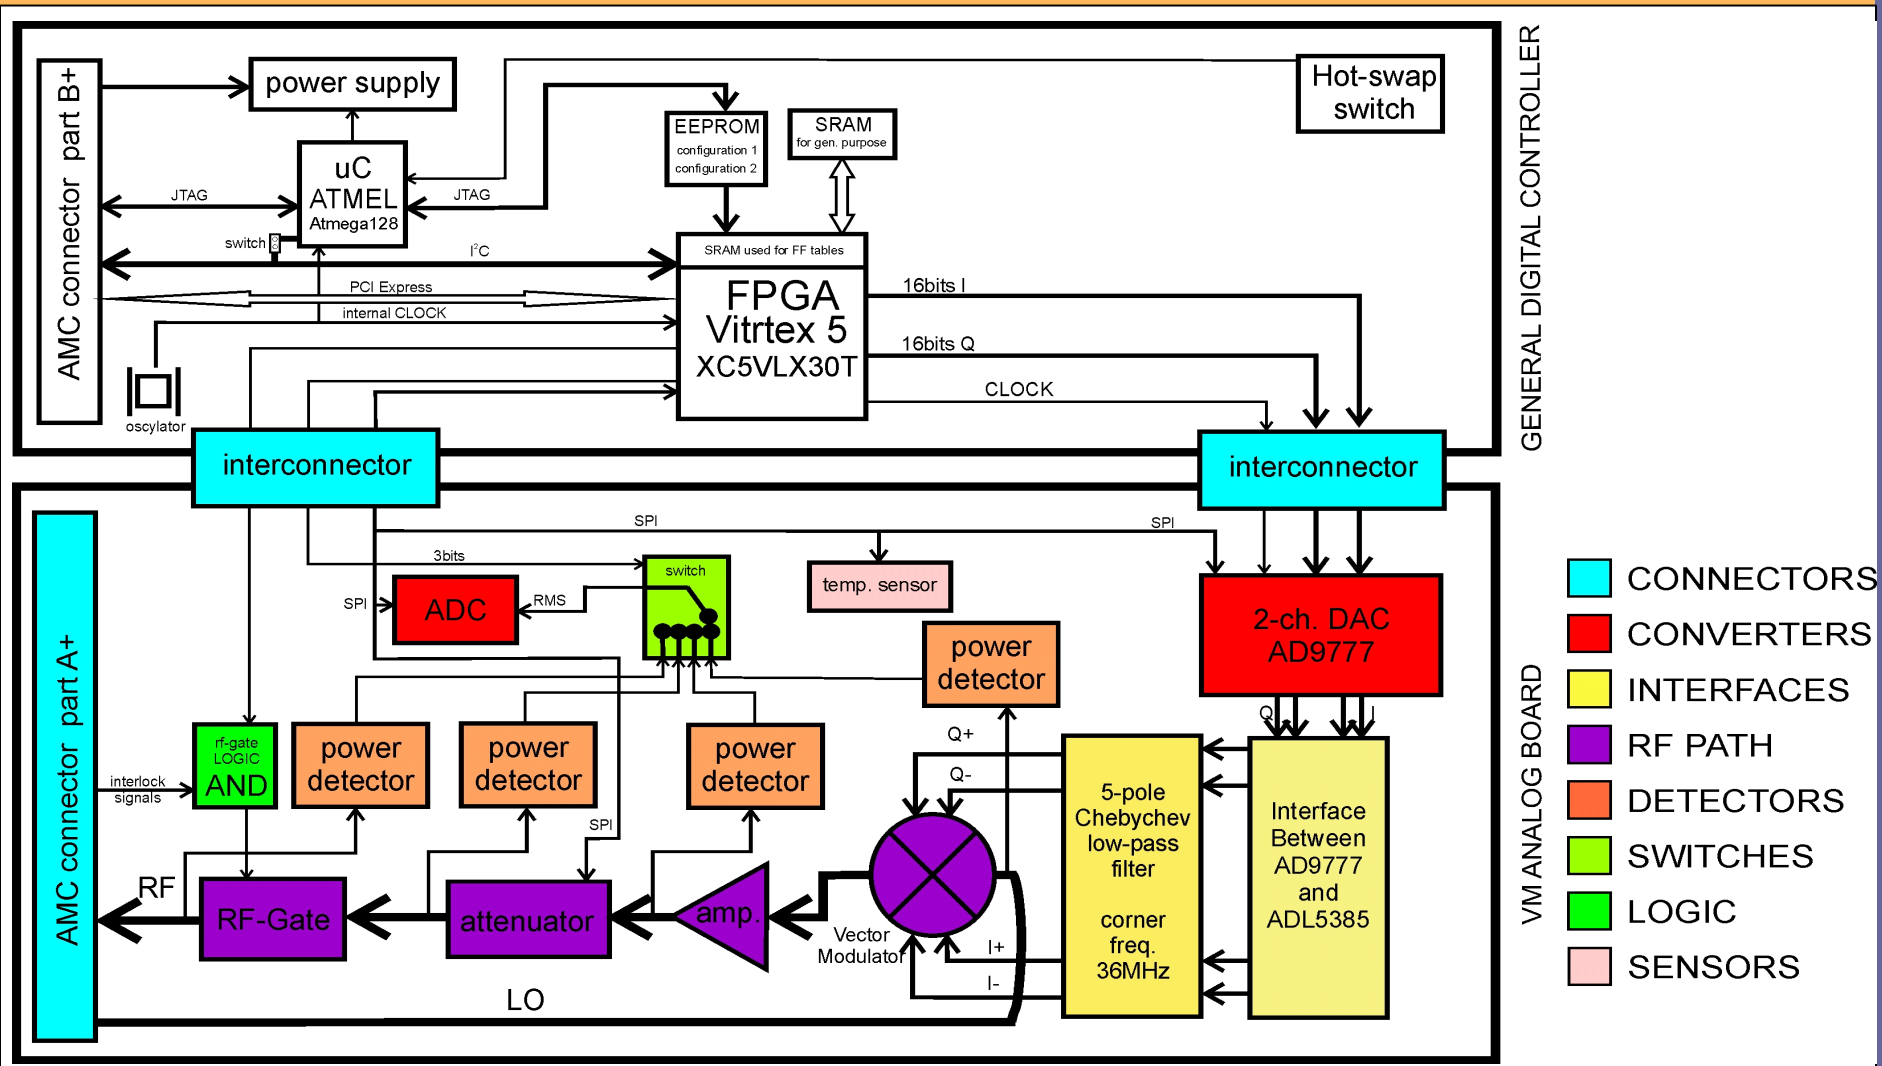 AMC connector  part B+
power supply
Hot-swap
switch
EEPROM
configuration 1
configuration 2
SRAM
for gen. purpose
uC
ATMEL
Atmega128
JTAG
JTAG
switch
I²C
PCI Express
internal CLOCK
oscylator
SRAM used for FF tables
FPGA
Vitrtex 5
XC5VLX30T
16bits I
16bits Q
CLOCK
GENERAL DIGITAL CONTROLLER
interconnector
interconnector
AMC connector  part A+
SPI
SPI
3bits
switch
temp. sensor
SPI
ADC
RMS
2-ch. DAC
AD9777
power
detector
Q
I
rf-gate
LOGIC
AND
interlock
signals
power
detector
power
detector
power
detector
Q+
Q-
SPI
5-pole
Chebychev
low-pass
filter
corner
freq.
36MHz
Interface
Between
AD9777
and
ADL5385
RF
RF-Gate
attenuator
amp.
Vector
Modulator
I+
I-
LO
VM ANALOG BOARD
CONNECTORS
CONVERTERS
INTERFACES
RF PATH
DETECTORS
SWITCHES
LOGIC
SENSORS